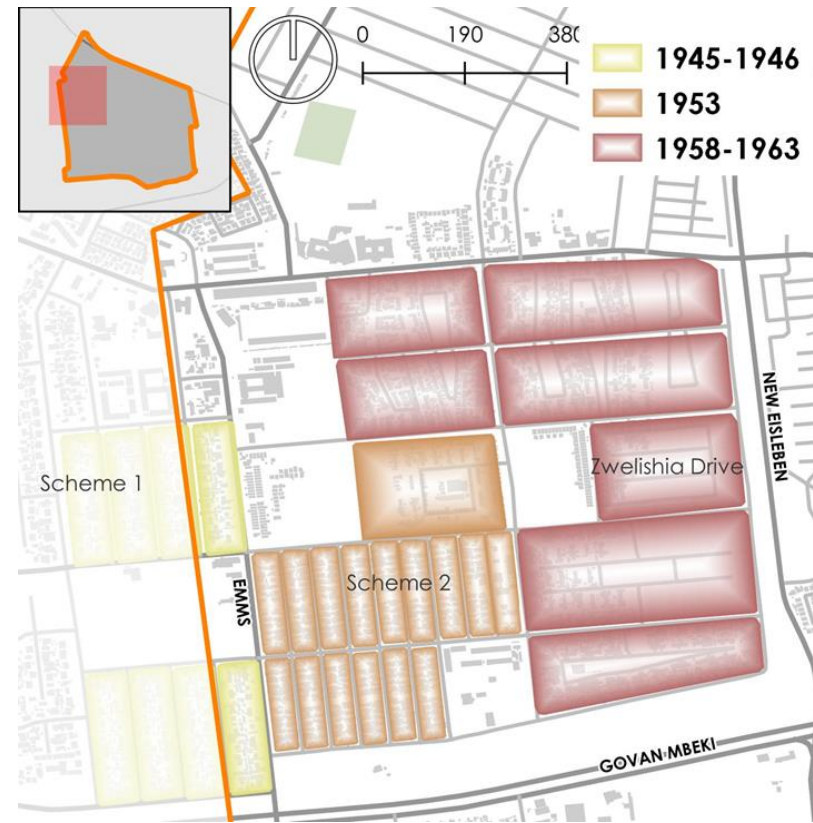 0 190 380
1945-1946
1953
1958-1963
NEW EISLEBEN
Zwelishia Drive
Scheme 1
Scheme 2
EMMS
GOVAN MBEKI